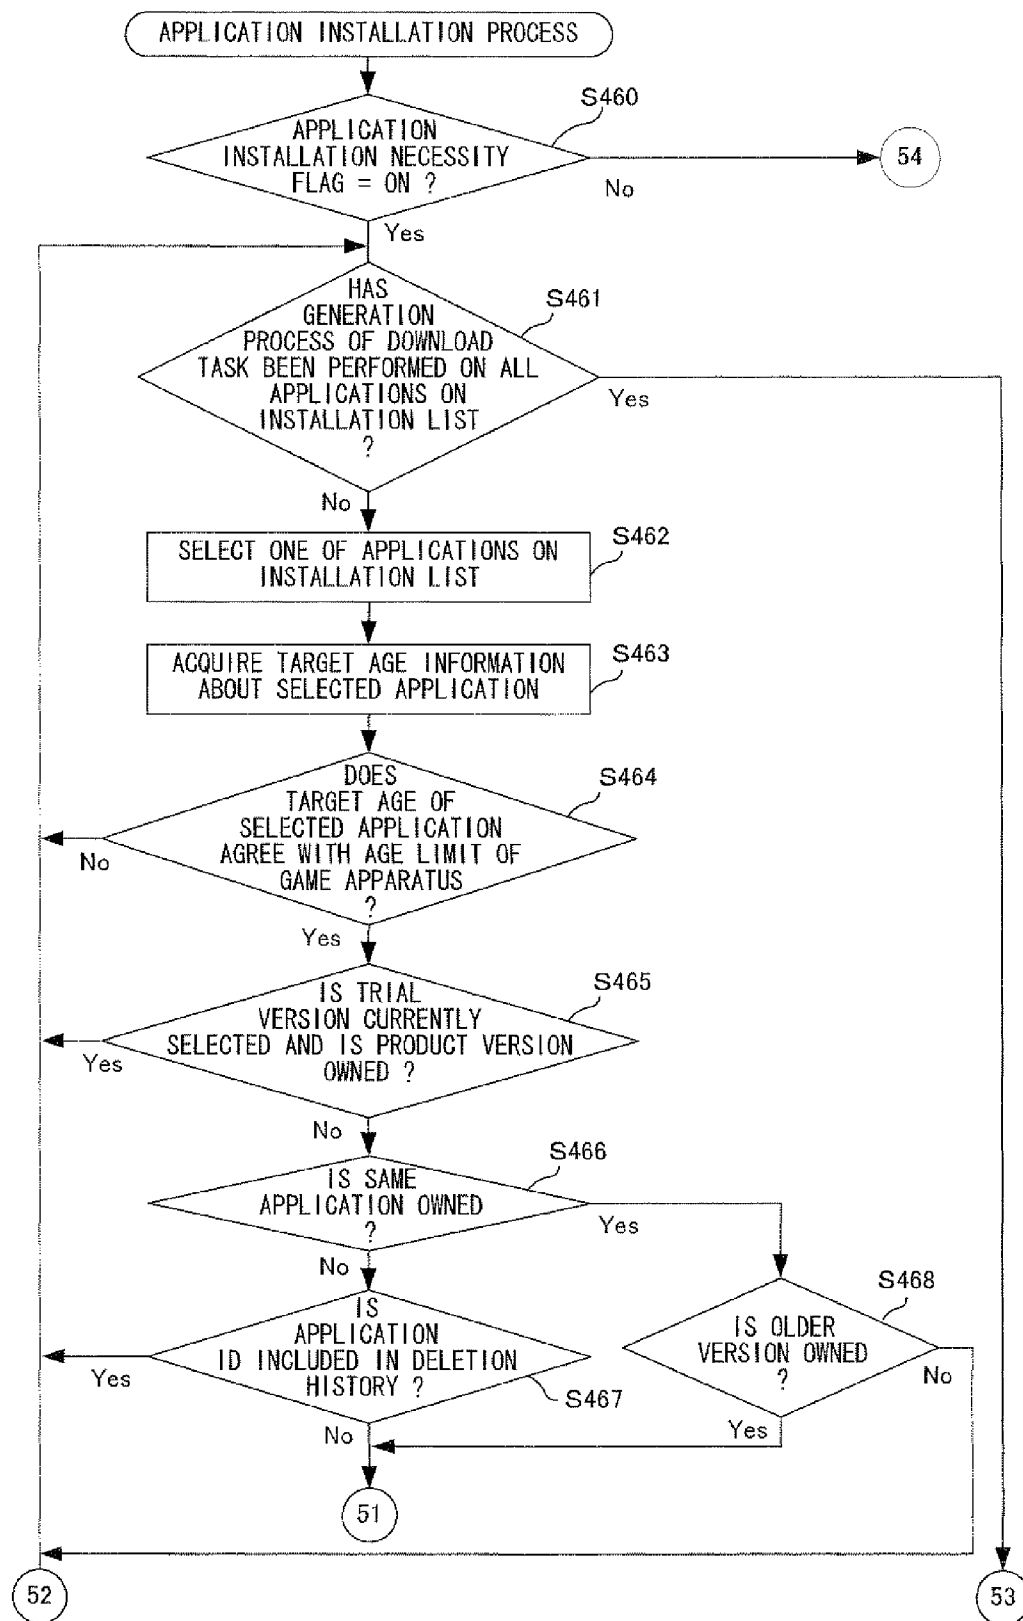 APPLICATION INSTALLATION PROCESS
S460
APPLICATION
INSTALLATION NECESSITY
FLAG = ON ?
54
No
Yes
S461
HAS
GENERATION
PROCESS OF DOWNLOAD
TASK BEEN PERFORMED ON ALL
APPLICATIONS ON
INSTALLATION LIST
?
Yes
No
S462
SELECT ONE OF APPLICATIONS ON
INSTALLATION LIST
S463
ACQUIRE TARGET AGE INFORMATION
ABOUT SELECTED APPLICATION
S464
DOES
TARGET AGE OF
SELECTED APPLICATION
AGREE WITH AGE LIMIT OF
GAME APPARATUS
?
No
Yes
S465
IS TRIAL
VERSION CURRENTLY
SELECTED AND IS PRODUCT VERSION
OWNED ?
Yes
No
S466
IS SAME
APPLICATION OWNED
?
Yes
No
S467
IS
APPLICATION
ID INCLUDED IN DELETION
HISTORY ?
Yes
No
S468
IS OLDER
VERSION OWNED
?
No
Yes
51
52
53